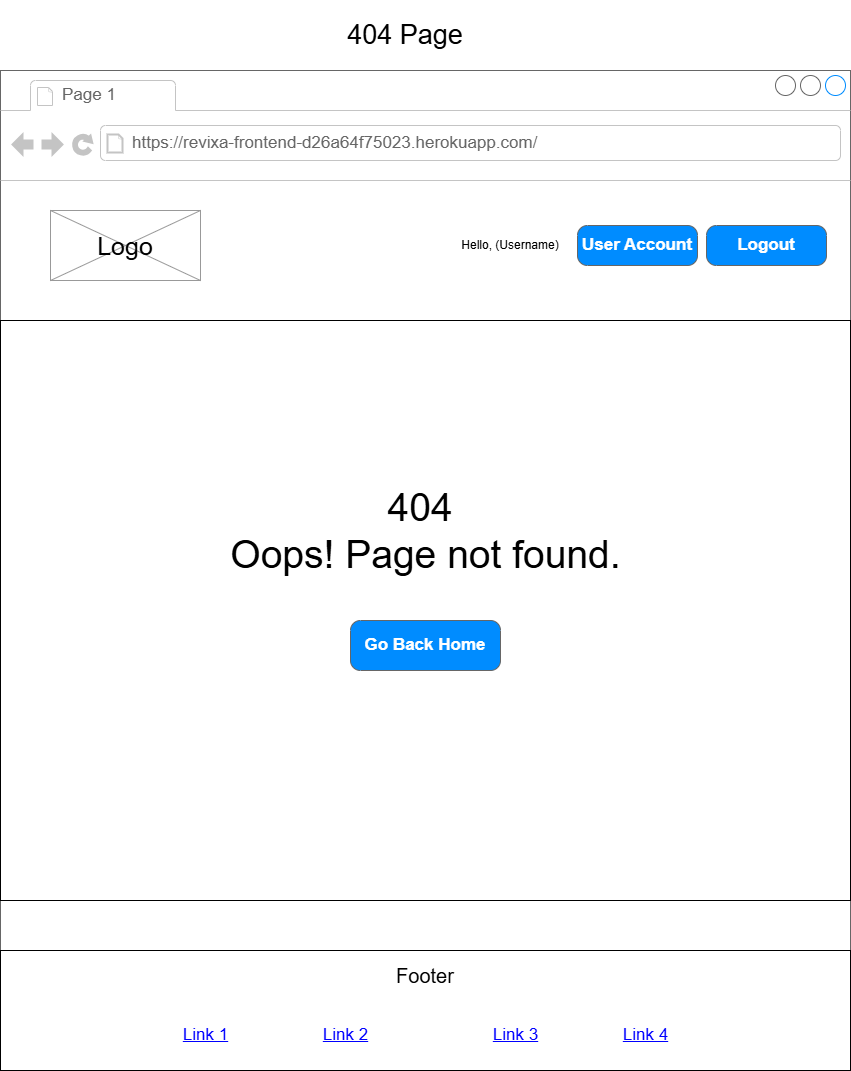 404 Page
Page 1
https://revixa-frontend-d26a64f75023.herokuapp.com/
Logo
Hello, (Username)
User Account
Logout
404
Oops! Page not found.
Go Back Home
Footer
Link 1
Link 2
Link 3
Link 4